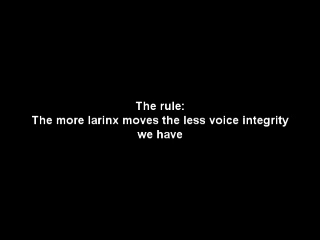 The rule:
The more larinx moves the less voice integrity
we have